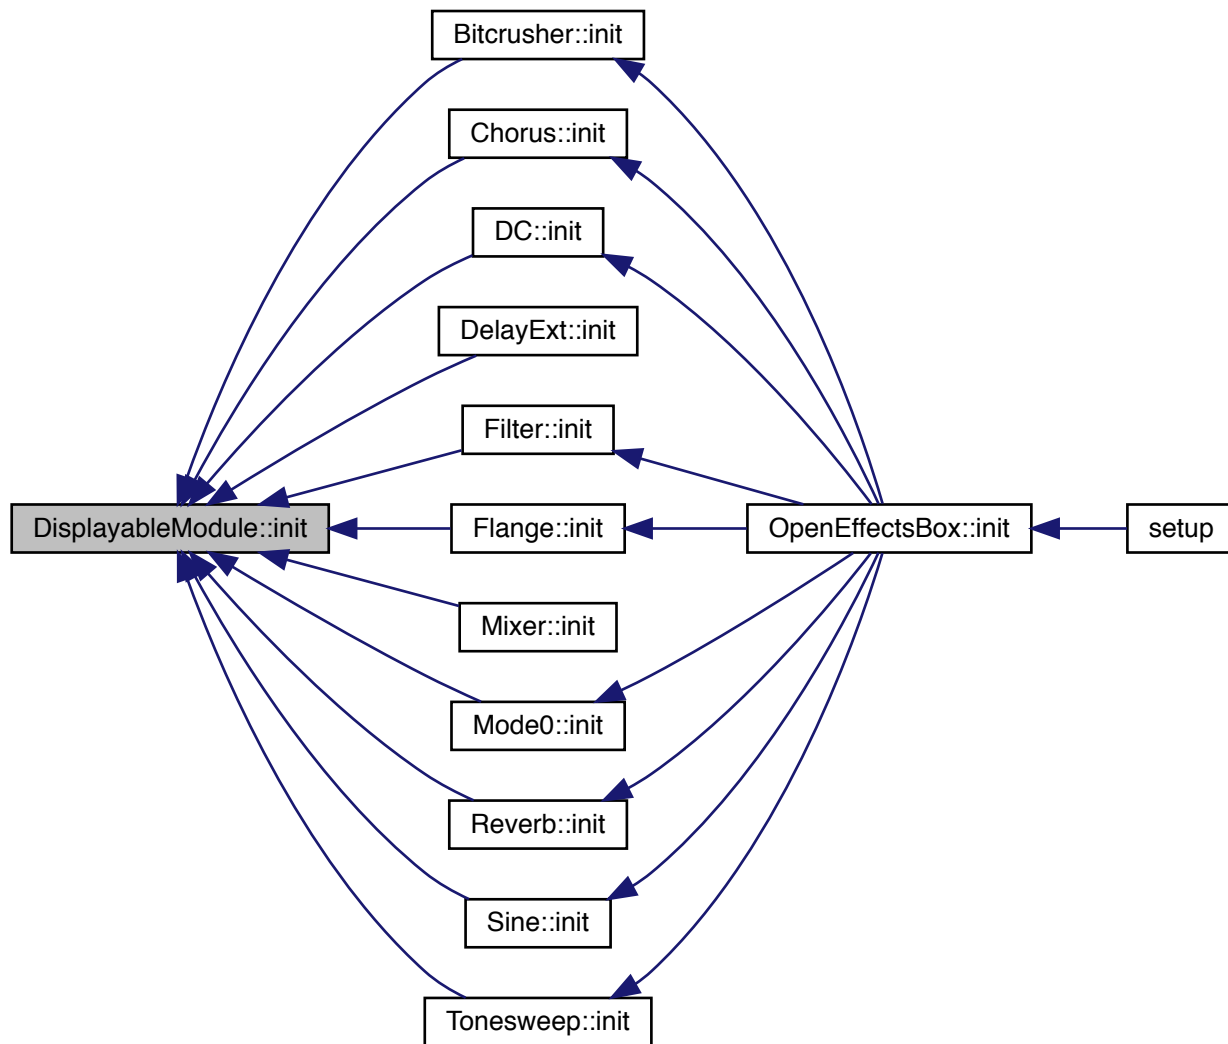 Bitcrusher::init
Chorus::init
DC::init
DelayExt::init
Filter::init
DisplayableModule::init
Flange::init
OpenEffectsBox::init
setup
Mixer::init
Mode0::init
Reverb::init
Sine::init
Tonesweep::init